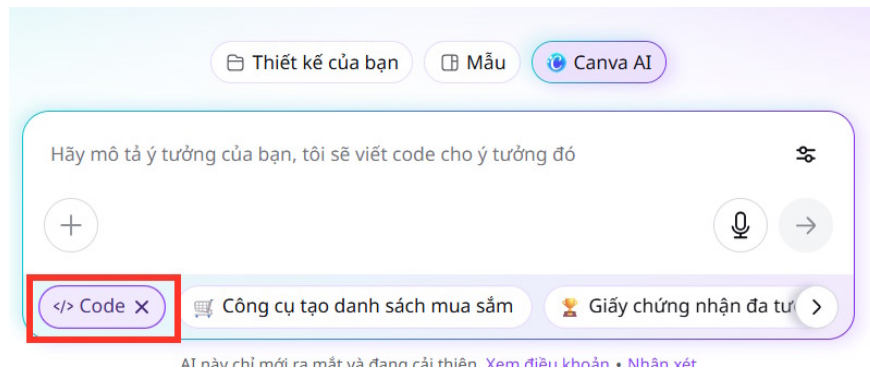 Thiết kế của bạn Mẫu Canva AI
Hãy mô tả ý tưởng của bạn, tôi sẽ viết code cho ý tưởng đó
</> Code Công cụ tạo danh sách mua sắm Giấy chứng nhận đa tư
AI này chỉ mới ra mắt và đang cải thiện. Xem điều khoản • Nhận xét